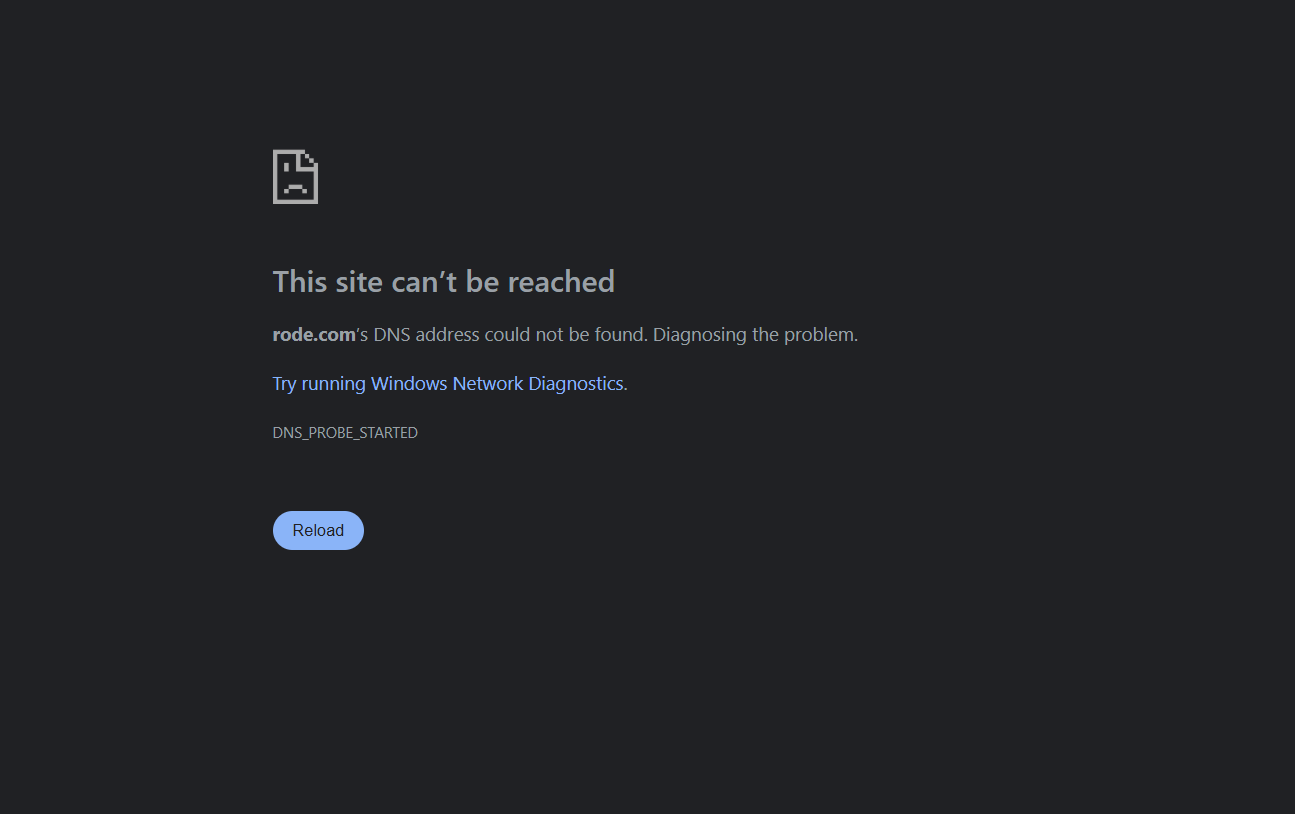 This site can’t be reached
rode.com’s DNS address could not be found. Diagnosing the problem.
Try running Windows Network Diagnostics.
DNS_PROBE_STARTED
Reload